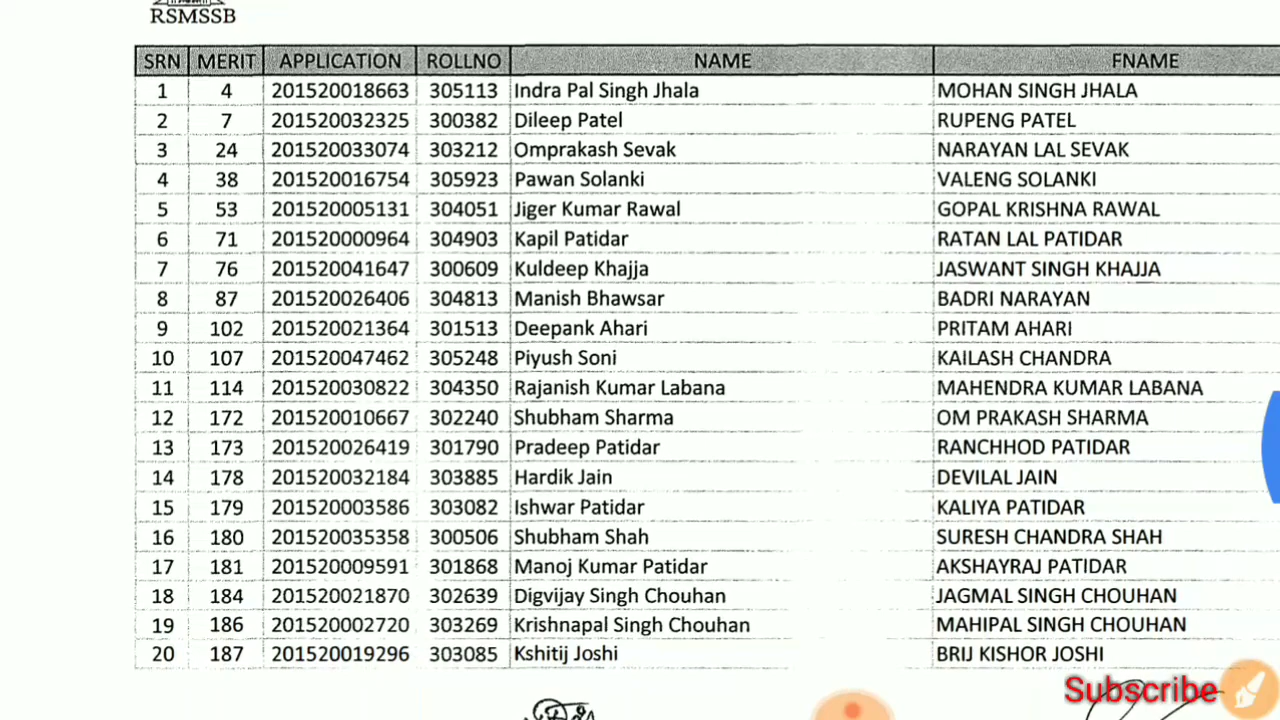 RSMSSB
SRN MERIT APPLICATION ROLLNO NAME FNAME
1 4 201520018663 305113 Indra Pal Singh Jhala MOHAN SINGH JHALA
2 7 201520032325 300382 Dileep Patel RUPENG PATEL
3 24 201520033074 303212 Omprakash Sevak NARAYAN LAL SEVAK
4 38 201520016754 305923 Pawan Solanki VALENG SOLANKI
5 53 201520005131 304051 Jiger Kumar Rawal GOPAL KRISHNA RAWAL
6 71 201520000964 304903 Kapil Patidar RATAN LAL PATIDAR
7 76 201520041647 300609 Kuldeep Khajja JASWANT SINGH KHAJJA
8 87 201520026406 304813 Manish Bhawsar BADRI NARAYAN
9 102 201520021364 301513 Deepank Ahari PRITAM AHARI
10 107 201520047462 305248 Piyush Soni KAILASH CHANDRA
11 114 201520030822 304350 Rajanish Kumar Labana MAHENDRA KUMAR LABANA
12 172 201520010667 302240 Shubham Sharma OM PRAKASH SHARMA
13 173 201520026419 301790 Pradeep Patidar RANCHHOD PATIDAR
14 178 201520032184 303885 Hardik Jain DEVILAL JAIN
15 179 201520003586 303082 Ishwar Patidar KALIYA PATIDAR
16 180 201520035358 300506 Shubham Shah SURESH CHANDRA SHAH
17 181 201520009591 301868 Manoj Kumar Patidar AKSHAYRAJ PATIDAR
18 184 201520021870 302639 Digvijay Singh Chouhan JAGMAL SINGH CHOUHAN
19 186 201520002720 303269 Krishnapal Singh Chouhan MAHIPAL SINGH CHOUHAN
20 187 201520019296 303085 Kshitij Joshi BRIJ KISHOR JOSHI
Subscribe